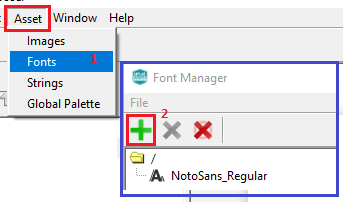 Asset Window Help
Images
Fonts 1
Strings
Global Palette
Font Manager
File
2
/
NotoSans_Regular